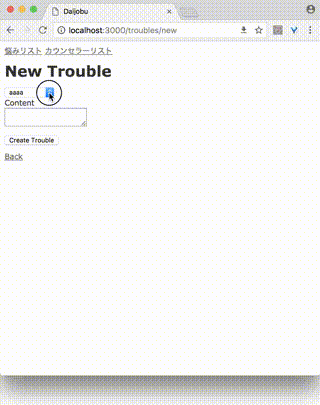 Daijobu
localhost:3000/troubles/new
悩みリスト カウンセラーリスト
New Trouble
aaaa
Content
Create Trouble
Back